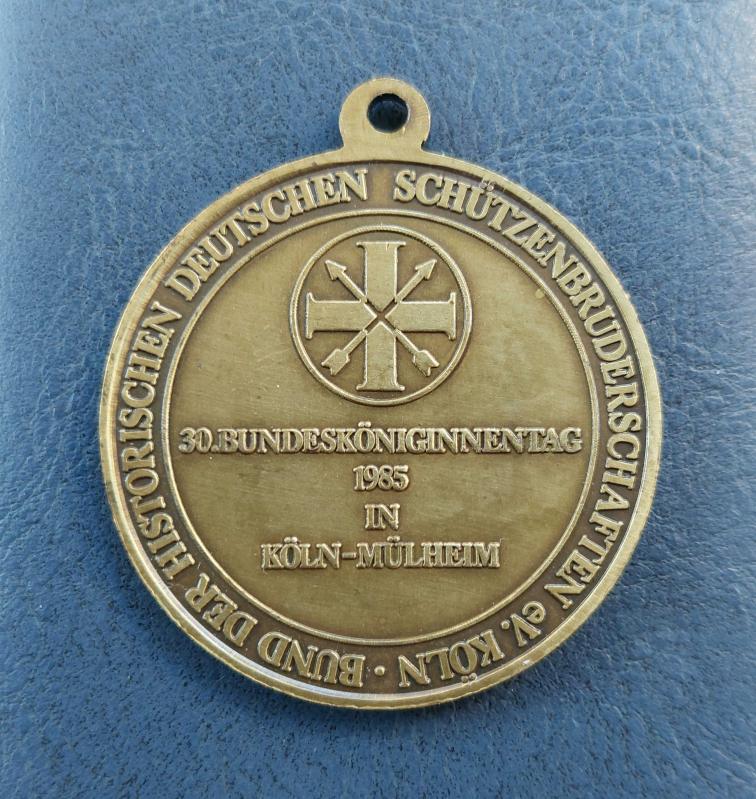 BUND DER HISTORISCHEN DEUTSCHEN SCHÜTZENBRUDERSCHAFTEN eV. KÖLN ·
30.BUNDESKÖNIGINNENTAG
1985
IN
KÖLN-MÜLHEIM